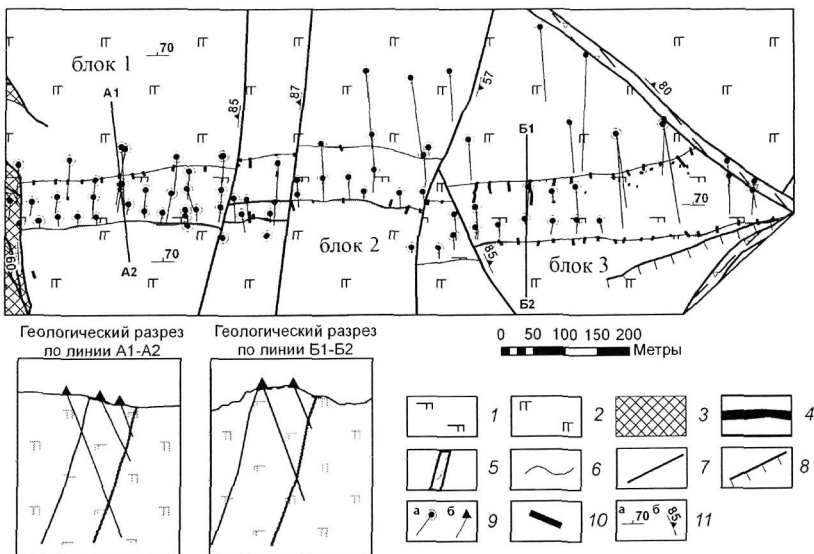 блок 1
70
А1
А2
70
60
85
87
57
85
80
блок 2
Б1
Б2
70
блок 3
Геологический разрез
по линии А1-А2
Геологический разрез
по линии Б1-Б2
0 50 100 150 200
Метры
1
2
3
4
5
6
7
8
а б 9
10
а 70 б 85 11